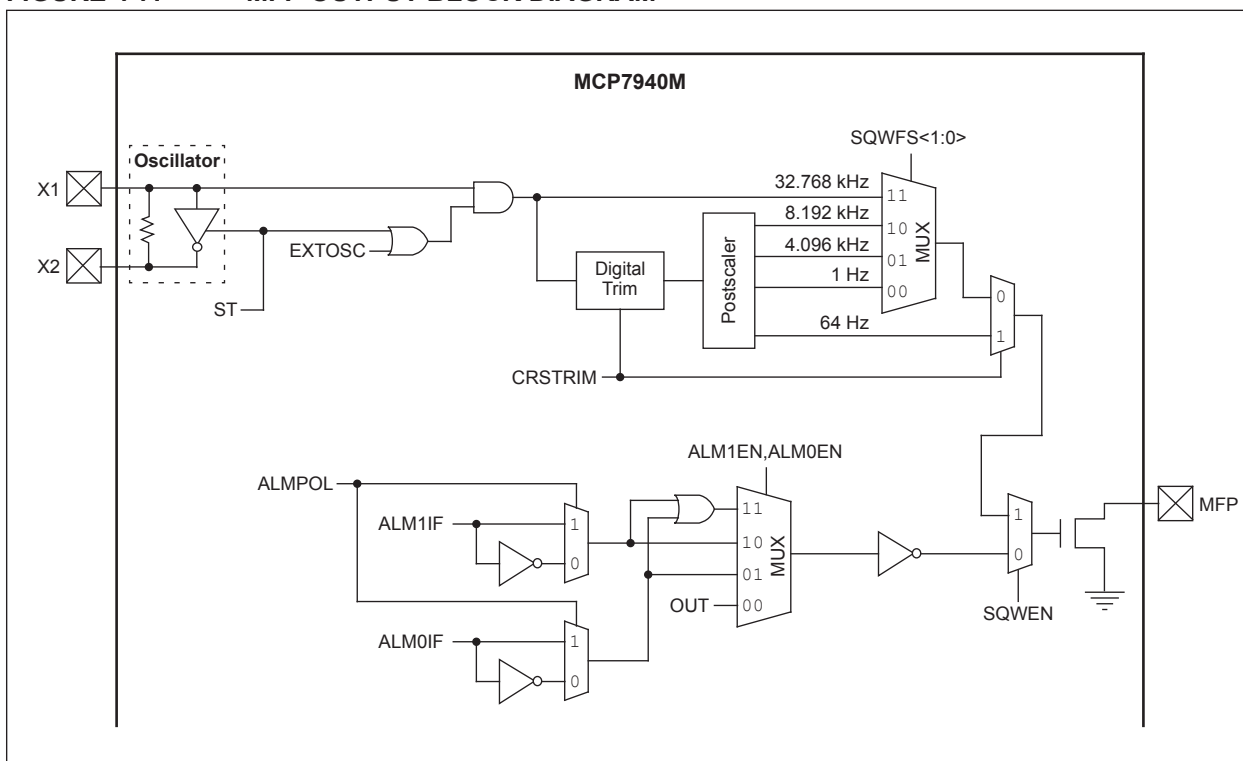 MCP7940M
SQWFS<1:0>
Oscillator
X1
32.768 kHz
11
8.192 kHz
10
EXTOSC
4.096 kHz
01
MUX
X2
Digital
Trim
Postscaler
1 Hz
00
0
ST
64 Hz
1
CRSTRIM
ALM1EN,ALM0EN
ALMPOL
MFP
ALM1IF
1
11
1
0
10
MUX
0
01
OUT
00
SQWEN
ALM0IF
1
0